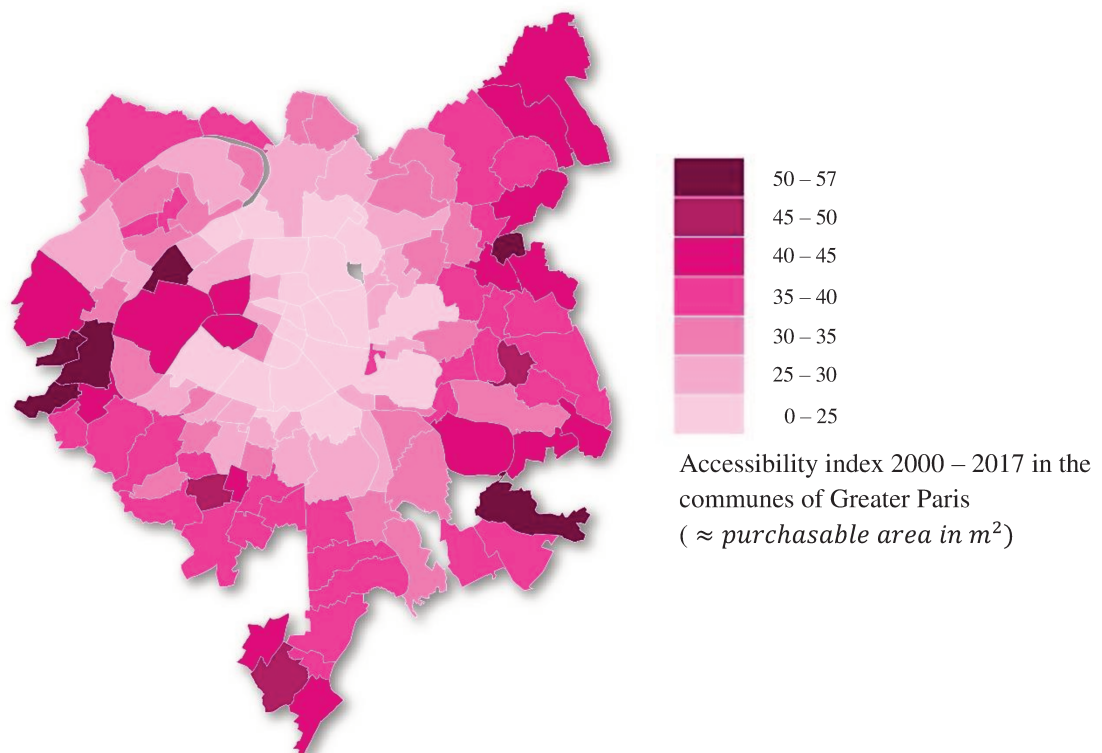 50 – 57
45 – 50
40 – 45
35 – 40
30 – 35
25 – 30
0 – 25
Accessibility index 2000 – 2017 in the
communes of Greater Paris
( ≈ purchasable area in m²)